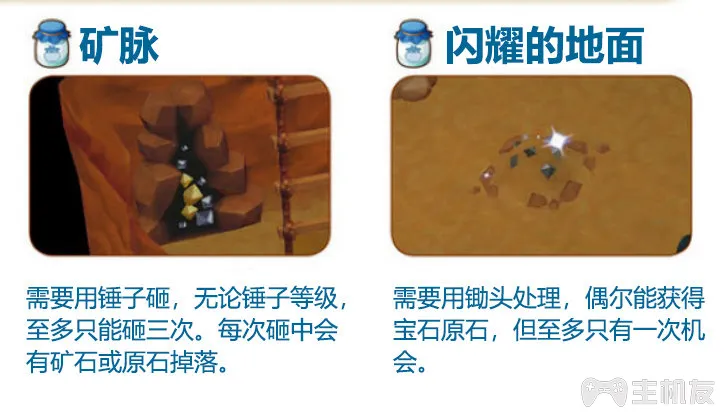 矿脉
闪耀的地面
需要用锤子砸，无论锤子等级，
至多只能砸三次。每次砸中会
有矿石或原石掉落。
需要用锄头处理，偶尔能获得
宝石原石，但至多只有一次机
会。
主机友